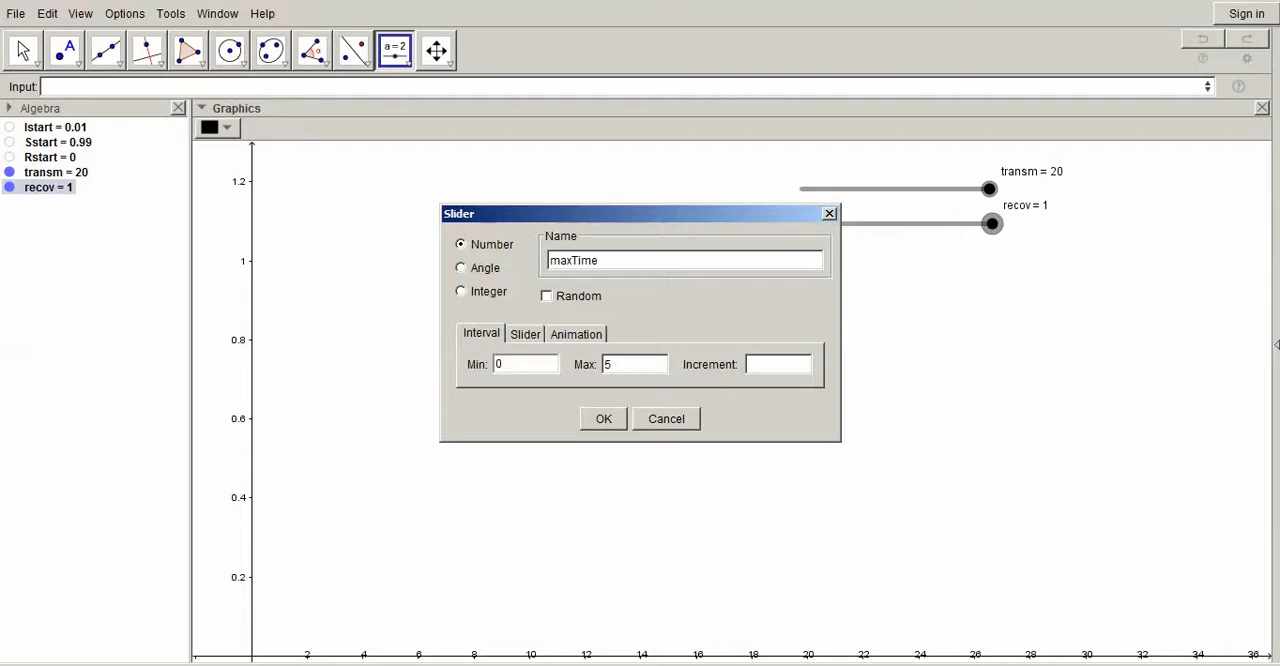 File Edit View Options Tools Window Help Sign in
A α a=2
Input:
Algebra Graphics
Istart = 0.01
Sstart = 0.99
Rstart = 0
transm = 20
recov = 1
transm = 20
recov = 1
Slider
Number Name
maxTime
Angle
Integer Random
Interval Slider Animation
Min: 0 Max: 5 Increment:
OK Cancel
1.2
1
0.8
0.6
0.4
0.2
2 4 6 8 10 12 14 16 18 20 22 24 26 28 30 32 34 36